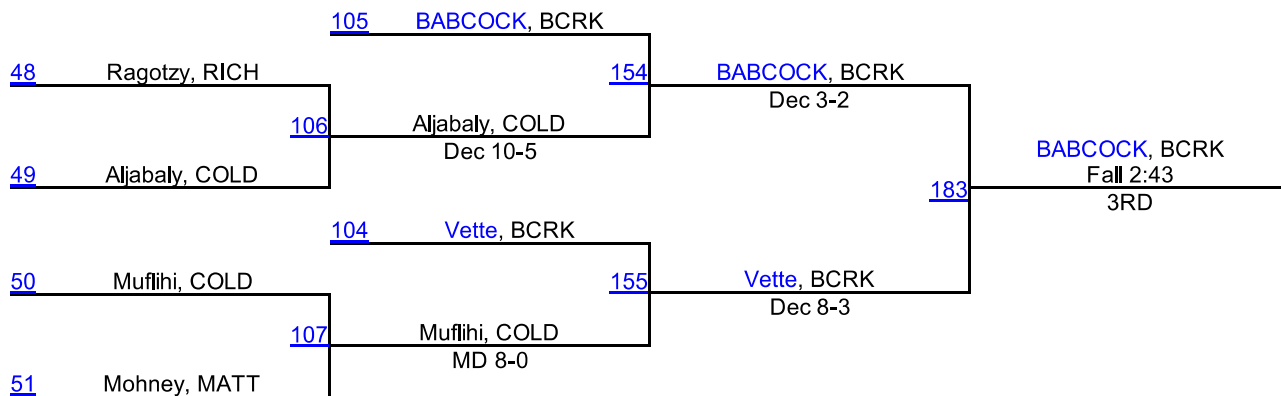 105 BABCOCK, BCRK
48 Ragotzy, RICH
154 BABCOCK, BCRK
Dec 3-2
106 Aljabaly, COLD
Dec 10-5
BABCOCK, BCRK
49 Aljabaly, COLD
Fall 2:43
183
3RD
104 Vette, BCRK
50 Muflihi, COLD
155 Vette, BCRK
Dec 8-3
107 Muflihi, COLD
MD 8-0
51 Mohney, MATT